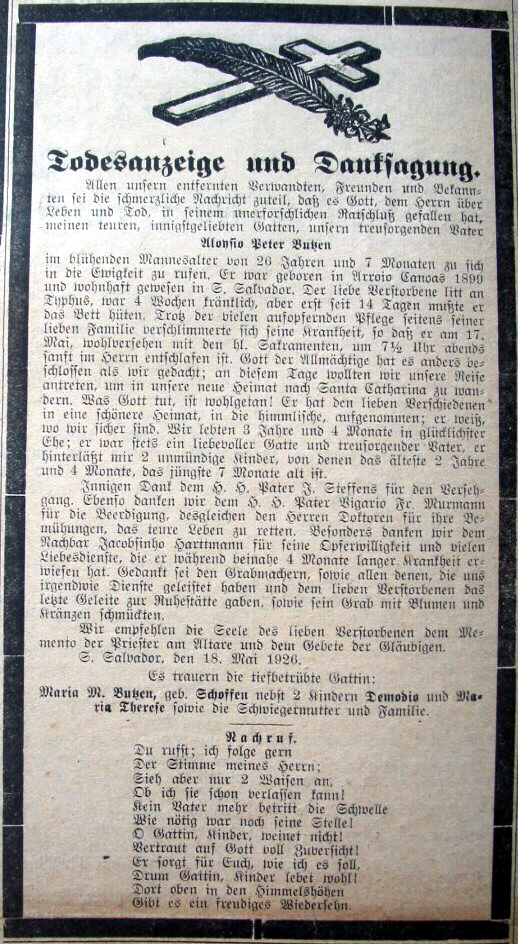 Todesanzeige und Danksagung.
Allen unsern entfernten Verwandten, Freunden und Bekann-
ten sei die schmerzliche Nachricht zuteil, daß es Gott, dem Herrn über
Leben und Tod, in seinem unerforschlichen Ratschluß gefallen hat,
meinen teuren, innigstgeliebten Gatten, unsern treusorgenden Vater
Aloysio Peter Butzen
im blühenden Mannesalter von 26 Jahren und 7 Monaten zu sich
in die Ewigkeit zu rufen. Er war geboren in Arroio Canoas 1899
und wohnhaft gewesen in S. Salvador. Der liebe Verstorbene litt an
Typhus, war 4 Wochen kränklich, aber erst seit 14 Tagen mußte er
das Bett hüten. Trotz der vielen aufopfernden Pflege seitens seiner
lieben Familie verschlimmerte sich seine Krankheit, so daß er am 17.
Mai, wohlversehen mit den hl. Sakramenten, um 7½ Uhr abends
sanft im Herrn entschlafen ist. Gott der Allmächtige hat es anders be-
schlossen als wir gedacht; an diesem Tage wollten wir unsere Reise
antreten, um in unsere neue Heimat nach Santa Catharina zu wan-
dern. Was Gott tut, ist wohlgetan! Er hat den lieben Verschiedenen
in eine schönere Heimat, in die himmlische, aufgenommen; er weiß,
wo wir sicher sind. Wir lebten 3 Jahre und 4 Monate in glücklichster
Ehe; er war stets ein liebevoller Gatte und treusorgender Vater, er
hinterläßt mir 2 unmündige Kinder, von denen das älteste 2 Jahre
und 4 Monate, das jüngste 7 Monate alt ist.
Innigen Dank dem H. H. Pater J. Steffens für den Verseh-
gang. Ebenso danken wir dem H. H. Pater Vigario Fr. Murmann
für die Beerdigung, desgleichen den Herren Doktoren für ihre Be-
mühungen, das teure Leben zu retten. Besonders danken wir dem
Nachbar Jacobsinho Harttmann für seine Opferwilligkeit und vielen
Liebesdienste, die er während beinahe 4 Monate langer Krankheit er-
wiesen hat. Gedankt sei den Grabmachern, sowie allen denen, die uns
irgendwie Dienste geleistet haben und dem lieben Verstorbenen das
letzte Geleite zur Ruhestätte gaben, sowie sein Grab mit Blumen und
Kränzen schmückten.
Wir empfehlen die Seele des lieben Verstorbenen dem Me-
mento der Priester am Altare und dem Gebete der Gläubigen.
S. Salvador, den 18. Mai 1926.
Es trauern die tiefbetrübte Gattin:
Maria M. Butzen, geb. Schoffen nebst 2 Kindern Demodio und Ma-
ria Therese sowie die Schwiegermutter und Familie.
Nachruf.
Du rufst; ich folge gern
Der Stimme meines Herrn;
Sieh aber nur 2 Waisen an,
Ob ich sie schon verlassen kann!
Kein Vater mehr betritt die Schwelle
Wie nötig war noch seine Stelle!
O Gattin, Kinder, weinet nicht!
Vertraut auf Gott voll Zuversicht!
Er sorgt für Euch, wie ich es soll,
Drum Gattin, Kinder lebet wohl!
Dort oben in den Himmelshöhen
Gibt es ein freudiges Wiedersehn.